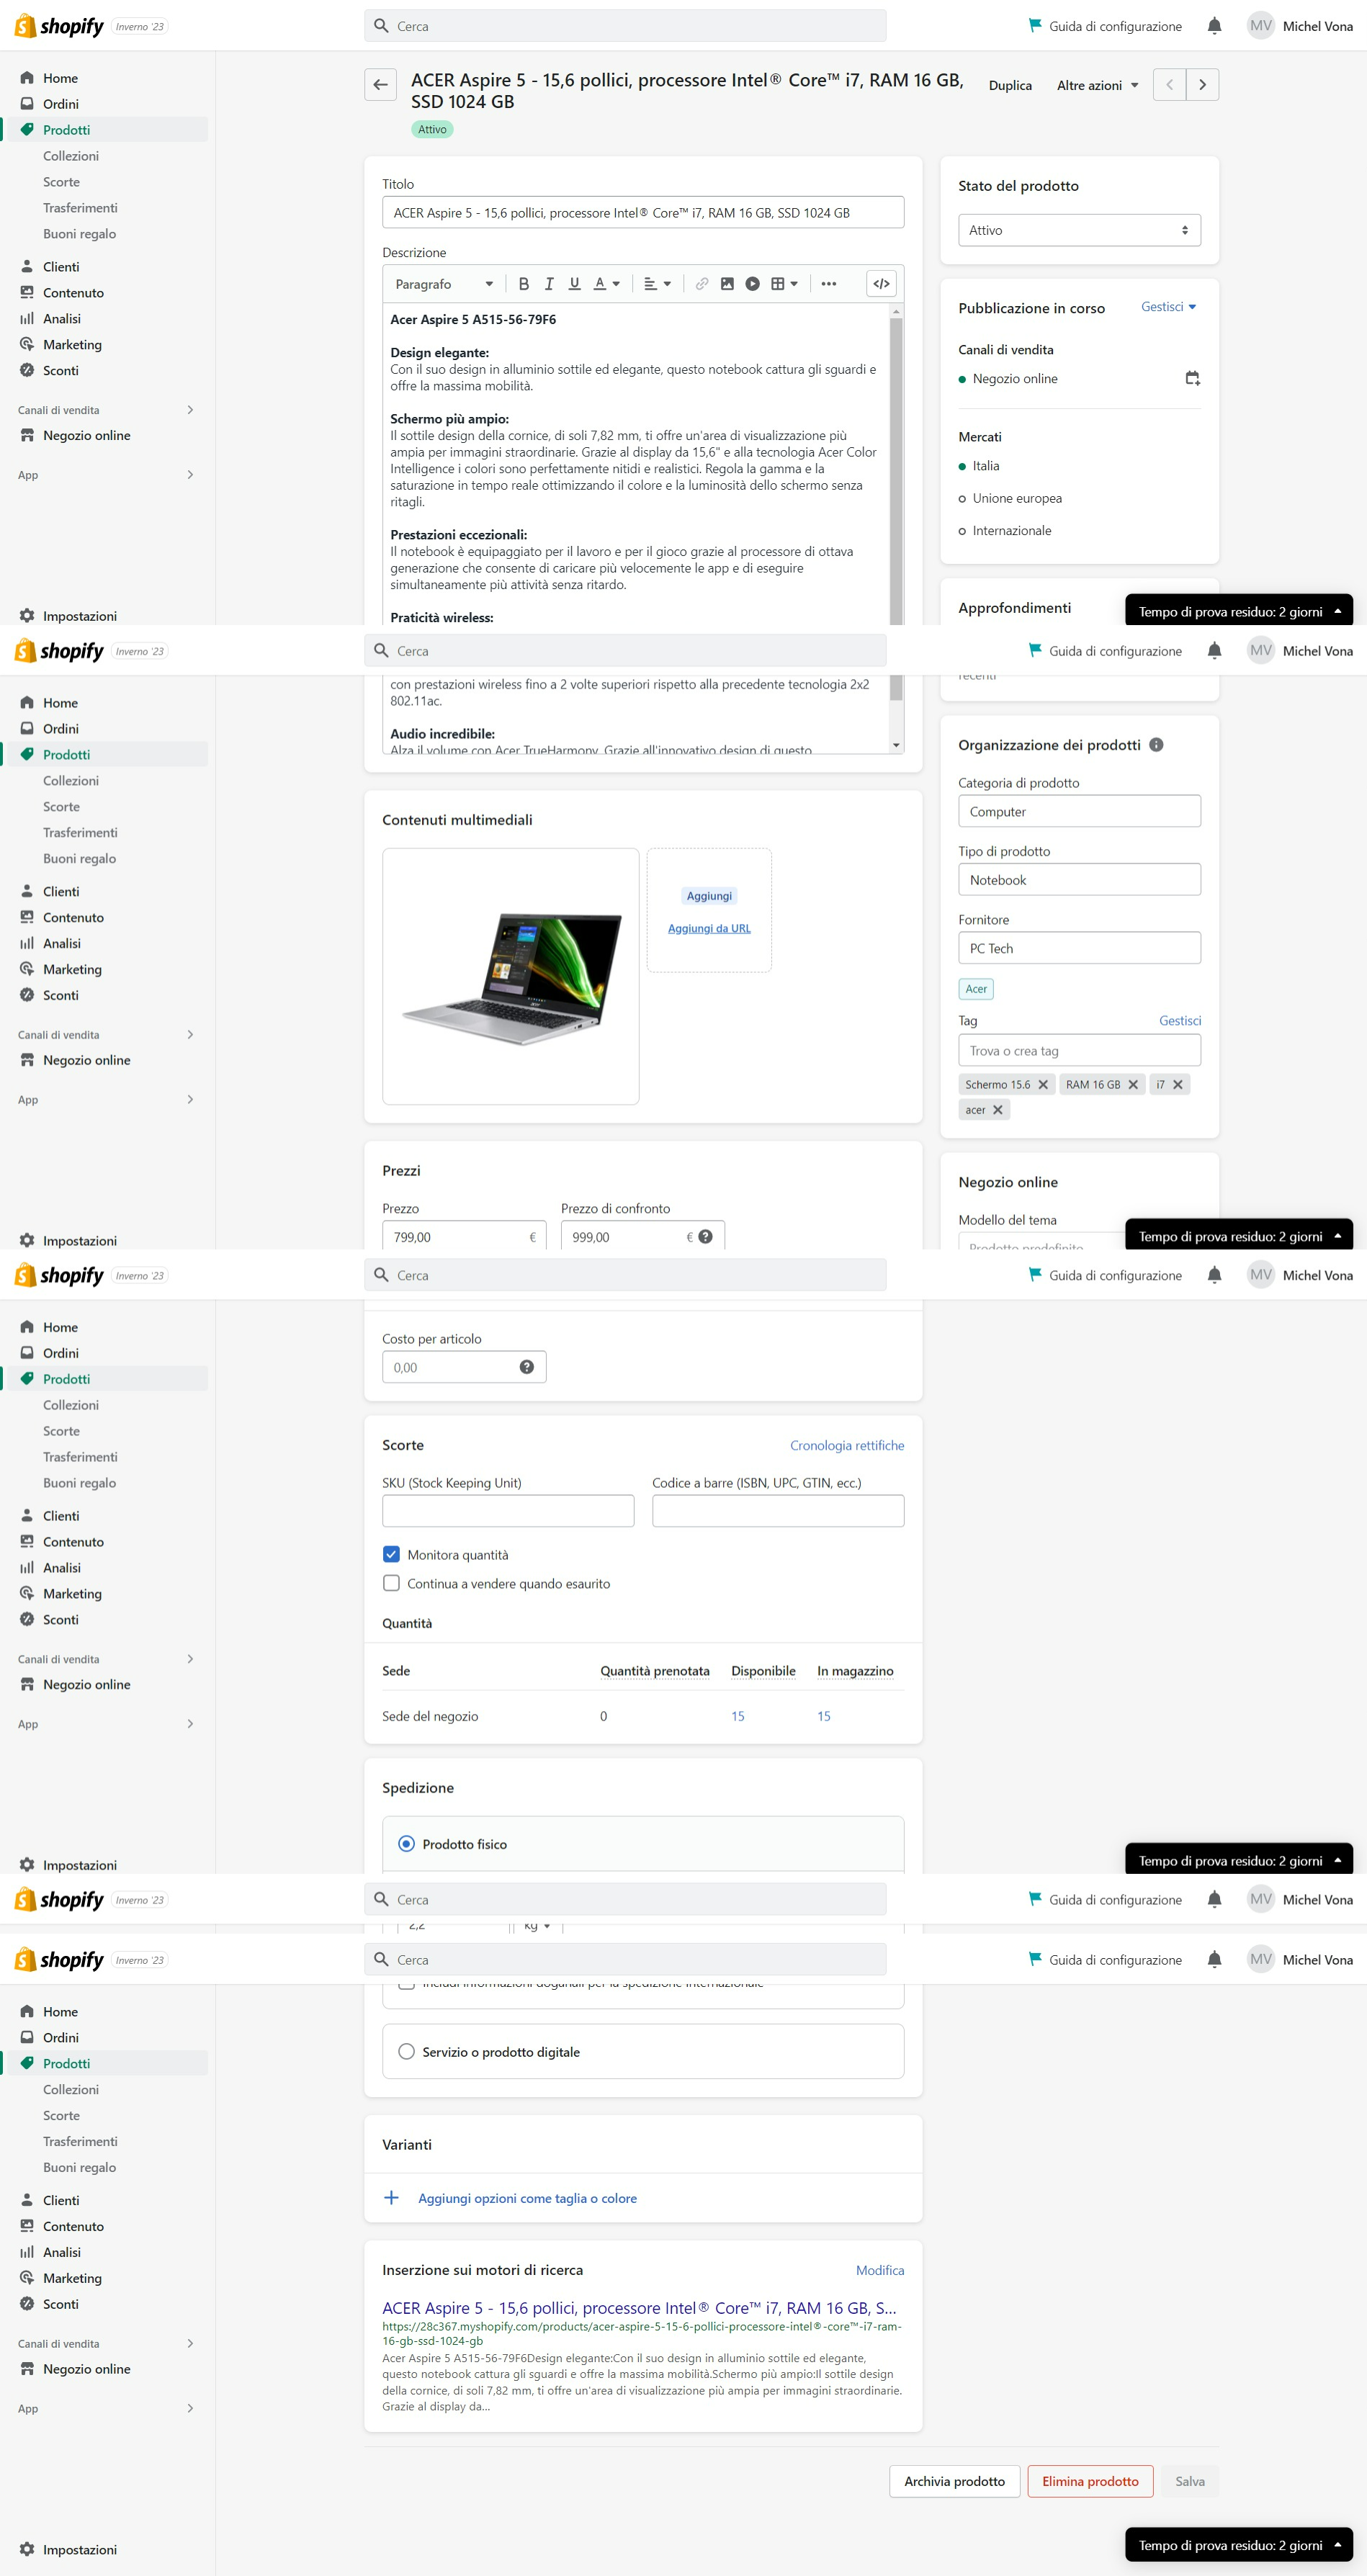 shopify Inverno '23
Cerca
Guida di configurazione
MV Michel Vona
Home
Ordini
Prodotti
Collezioni
Scorte
Trasferimenti
Buoni regalo
Clienti
Contenuto
Analisi
Marketing
Sconti
Canali di vendita
Negozio online
App
Impostazioni
ACER Aspire 5 - 15,6 pollici, processore Intel® Core™ i7, RAM 16 GB,
SSD 1024 GB
Attivo
Duplica
Altre azioni
Titolo
ACER Aspire 5 - 15,6 pollici, processore Intel® Core™ i7, RAM 16 GB, SSD 1024 GB
Descrizione
Paragrafo B I U A
Acer Aspire 5 A515-56-79F6
Design elegante:
Con il suo design in alluminio sottile ed elegante, questo notebook cattura gli sguardi e
offre la massima mobilità.
Schermo più ampio:
Il sottile design della cornice, di soli 7,82 mm, ti offre un'area di visualizzazione più
ampia per immagini straordinarie. Grazie al display da 15,6" e alla tecnologia Acer Color
Intelligence i colori sono perfettamente nitidi e realistici. Regola la gamma e la
saturazione in tempo reale ottimizzando il colore e la luminosità dello schermo senza
ritagli.
Prestazioni eccezionali:
Il notebook è equipaggiato per il lavoro e per il gioco grazie al processore di ottava
generazione che consente di caricare più velocemente le app e di eseguire
simultaneamente più attività senza ritardo.
Praticità wireless:
Stato del prodotto
Attivo
Pubblicazione in corso
Gestisci
Canali di vendita
Negozio online
Mercati
Italia
Unione europea
Internazionale
Approfondimenti
Tempo di prova residuo: 2 giorni
shopify Inverno '23
Cerca
Guida di configurazione
MV Michel Vona
Home
Ordini
Prodotti
Collezioni
Scorte
Trasferimenti
Buoni regalo
Clienti
Contenuto
Analisi
Marketing
Sconti
Canali di vendita
Negozio online
App
Impostazioni
con prestazioni wireless fino a 2 volte superiori rispetto alla precedente tecnologia 2x2
802.11ac.
Audio incredibile:
Alza il volume con Acer TrueHarmony. Grazie all'innovativo design di questo
Contenuti multimediali
Aggiungi
Aggiungi da URL
Prezzi
Prezzo
799,00 €
Prezzo di confronto
999,00 €
recenti
Organizzazione dei prodotti
Categoria di prodotto
Computer
Tipo di prodotto
Notebook
Fornitore
PC Tech
Acer
Tag
Gestisci
Trova o crea tag
Schermo 15.6
RAM 16 GB
i7
acer
Negozio online
Modello del tema
Prodotto predefinito
Tempo di prova residuo: 2 giorni
shopify Inverno '23
Cerca
Guida di configurazione
MV Michel Vona
Home
Ordini
Prodotti
Collezioni
Scorte
Trasferimenti
Buoni regalo
Clienti
Contenuto
Analisi
Marketing
Sconti
Canali di vendita
Negozio online
App
Impostazioni
Costo per articolo
0,00
Scorte
Cronologia rettifiche
SKU (Stock Keeping Unit)
Codice a barre (ISBN, UPC, GTIN, ecc.)
Monitora quantità
Continua a vendere quando esaurito
Quantità
Sede Quantità prenotata Disponibile In magazzino
Sede del negozio 0 15 15
Spedizione
Prodotto fisico
Tempo di prova residuo: 2 giorni
shopify Inverno '23
Cerca
Guida di configurazione
MV Michel Vona
2,2 kg
shopify Inverno '23
Cerca
Guida di configurazione
MV Michel Vona
Home
Ordini
Prodotti
Collezioni
Scorte
Trasferimenti
Buoni regalo
Clienti
Contenuto
Analisi
Marketing
Sconti
Canali di vendita
Negozio online
App
Impostazioni
Includi informazioni doganali per la spedizione internazionale
Servizio o prodotto digitale
Varianti
Aggiungi opzioni come taglia o colore
Inserzione sui motori di ricerca
Modifica
ACER Aspire 5 - 15,6 pollici, processore Intel® Core™ i7, RAM 16 GB, S...
https://28c367.myshopify.com/products/acer-aspire-5-15-6-pollici-processore-intel®-core™-i7-ram-
16-gb-ssd-1024-gb
Acer Aspire 5 A515-56-79F6Design elegante:Con il suo design in alluminio sottile ed elegante,
questo notebook cattura gli sguardi e offre la massima mobilità.Schermo più ampio:Il sottile design
della cornice, di soli 7,82 mm, ti offre un'area di visualizzazione più ampia per immagini straordinarie.
Grazie al display da...
Archivia prodotto
Elimina prodotto
Salva
Tempo di prova residuo: 2 giorni